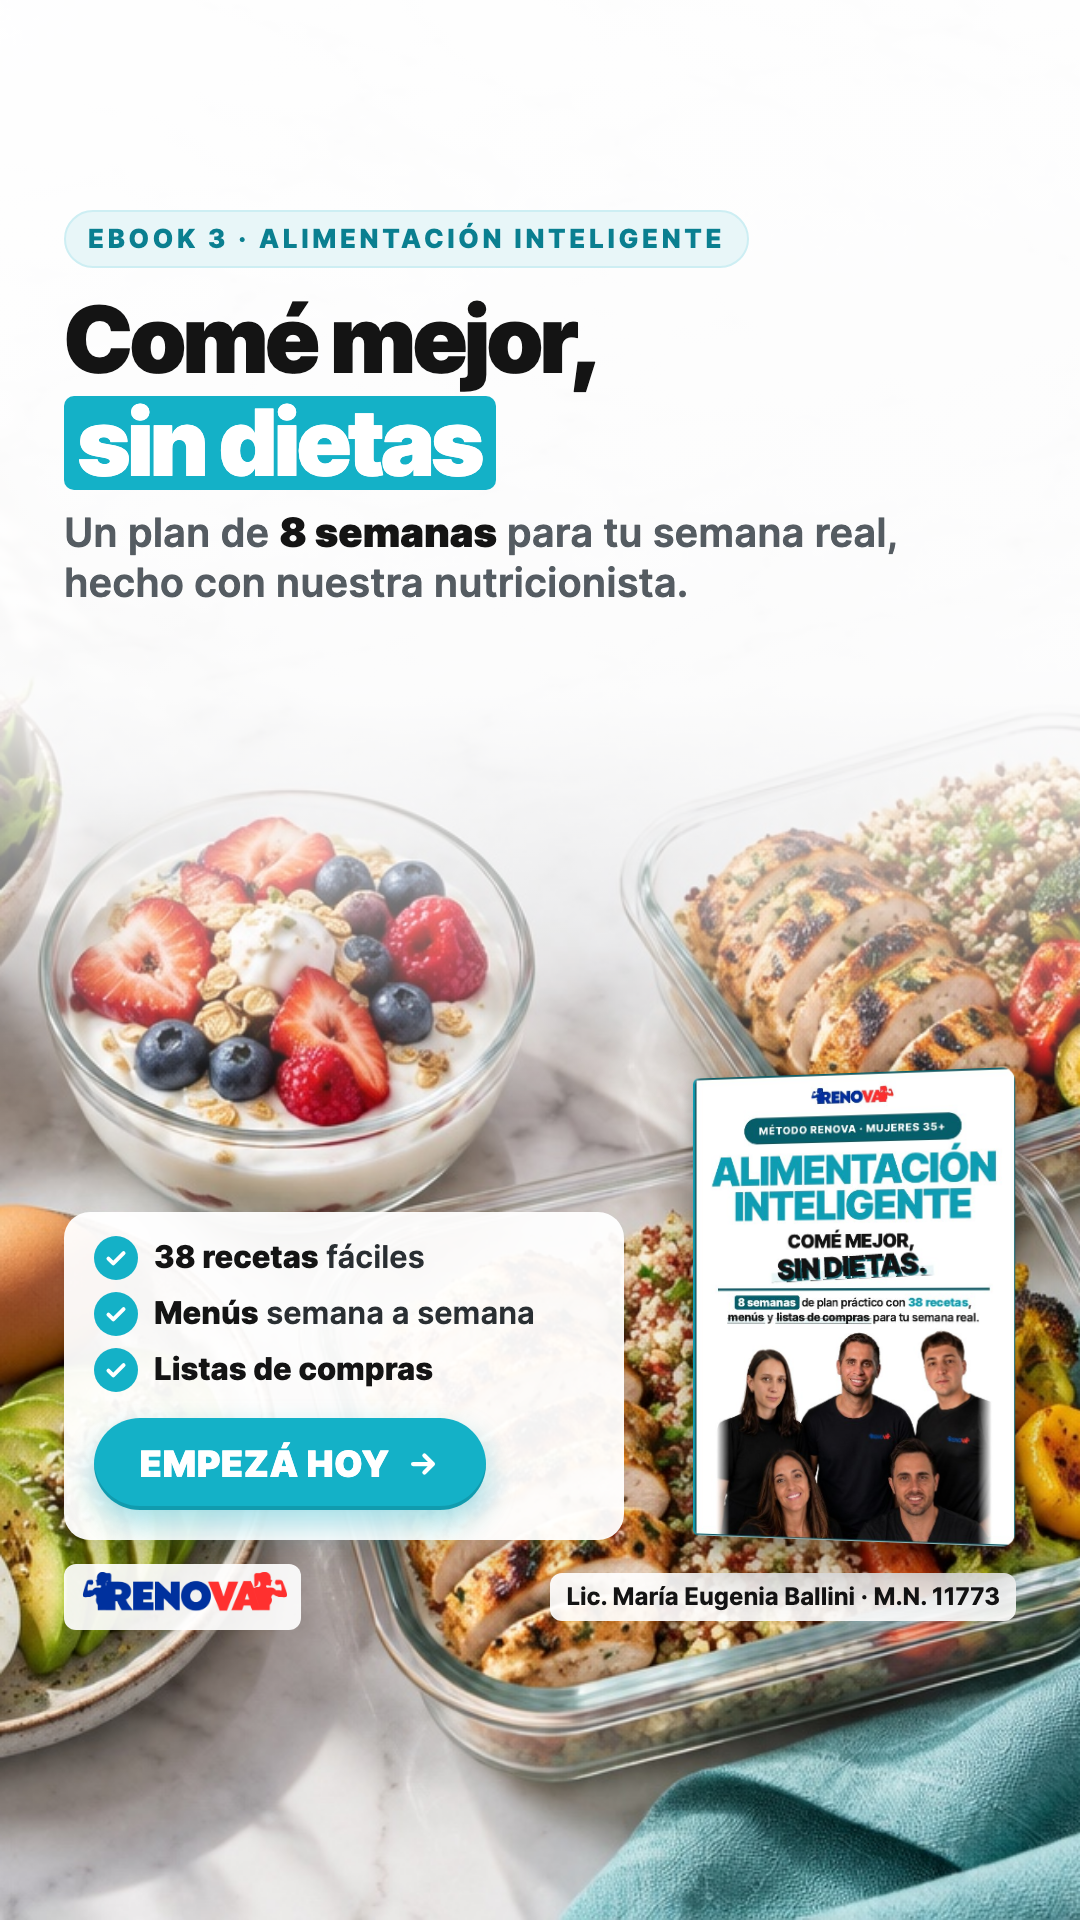 EBOOK 3 · ALIMENTACIÓN INTELIGENTE
Comé mejor,
sin dietas
Un plan de 8 semanas para tu semana real,
hecho con nuestra nutricionista.
38 recetas fáciles
Menús semana a semana
Listas de compras
EMPEZÁ HOY →
RENOVA
RENOVA
MÉTODO RENOVA · MUJERES 35+
ALIMENTACIÓN
INTELIGENTE
COMÉ MEJOR,
SIN DIETAS.
8 semanas de plan práctico con 38 recetas,
menús y listas de compras para tu semana real.
Lic. María Eugenia Ballini · M.N. 11773